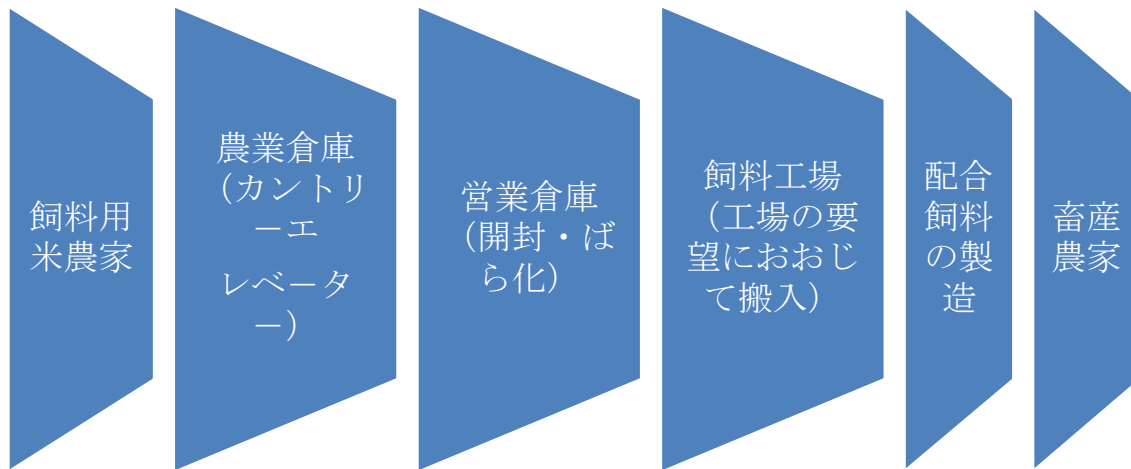 飼料用
米農家
農業倉庫
（カントリ
ーエ
レベータ
ー）
営業倉庫
（開封・ば
ら化）
飼料工場
（工場の要
望におおじ
て搬入）
配合
飼料
の製
造
畜産
農家